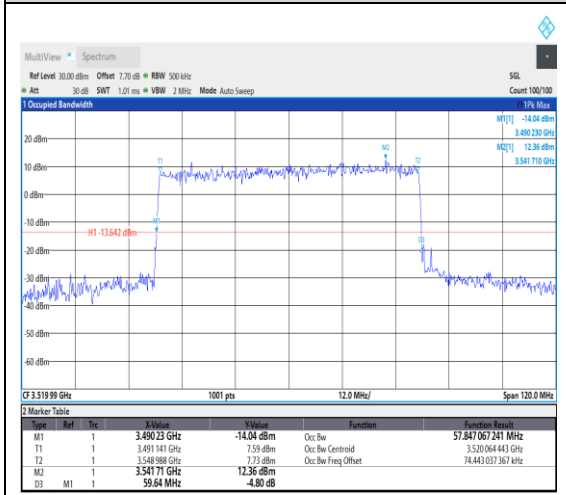 MultiView Spectrum
Ref Level 30.00 dBm Offset 7.70 dB RBW 500 kHz SGL
Att 30 dB SWT 1.01 ms VBW 2 MHz Mode Auto Sweep Count 100/100
1 Occupied Bandwidth 1Pk Max
M1[1] -14.04 dBm
3.490 230 GHz
M2[1] 12.36 dBm
3.541 710 GHz
20 dBm
10 dBm
0 dBm
-10 dBm
-20 dBm
-30 dBm
-40 dBm
-50 dBm
-60 dBm
T1
M2
T2
M1
H1 -13.642 dBm
D3
CF 3.519 99 GHz 1001 pts 12.0 MHz/ Span 120.0 MHz
2 Marker Table
Type Ref Trc X-Value Y-Value Function Function Result
M1 1 3.490 23 GHz -14.04 dBm Occ Bw 57.847 067 241 MHz
T1 1 3.491 141 GHz 7.59 dBm Occ Bw Centroid 3.520 064 443 GHz
T2 1 3.548 988 GHz 7.73 dBm Occ Bw Freq Offset 74.443 037 367 kHz
M2 1 3.541 71 GHz 12.36 dBm
D3 M1 1 59.64 MHz -4.80 dB